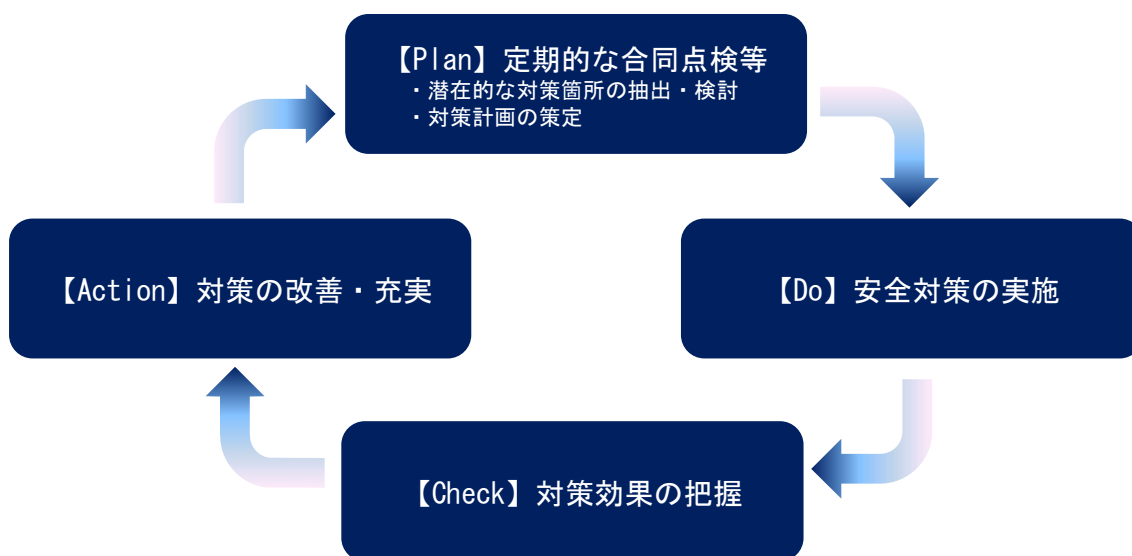 【Plan】定期的な合同点検等
・潜在的な対策箇所の抽出・検討
・対策計画の策定
【Do】安全対策の実施
【Check】対策効果の把握
【Action】対策の改善・充実